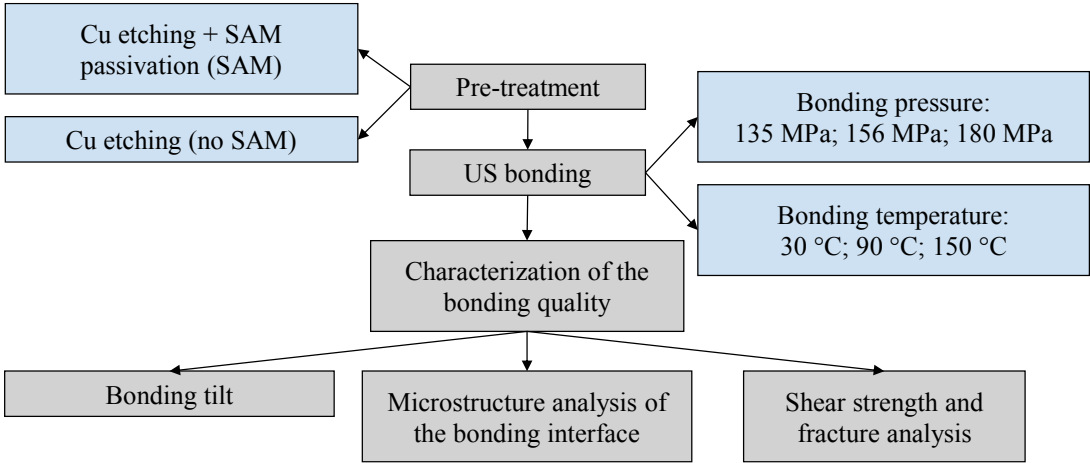 Cu etching + SAM
passivation (SAM)
Pre-treatment
Cu etching (no SAM)
Bonding pressure:
135 MPa; 156 MPa; 180 MPa
US bonding
Bonding temperature:
30 °C; 90 °C; 150 °C
Characterization of the
bonding quality
Bonding tilt
Microstructure analysis of
the bonding interface
Shear strength and
fracture analysis